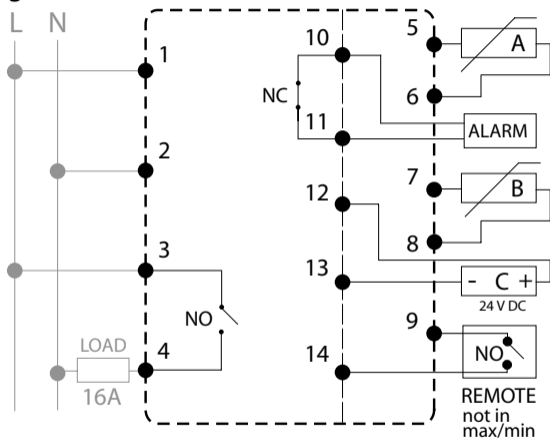 L N
1
2
3
4
NO
LOAD
16A
10
NC
11
12
13
14
5
A
6
ALARM
7
B
8
- C +
24 V DC
9
NO
REMOTE
not in
max/min